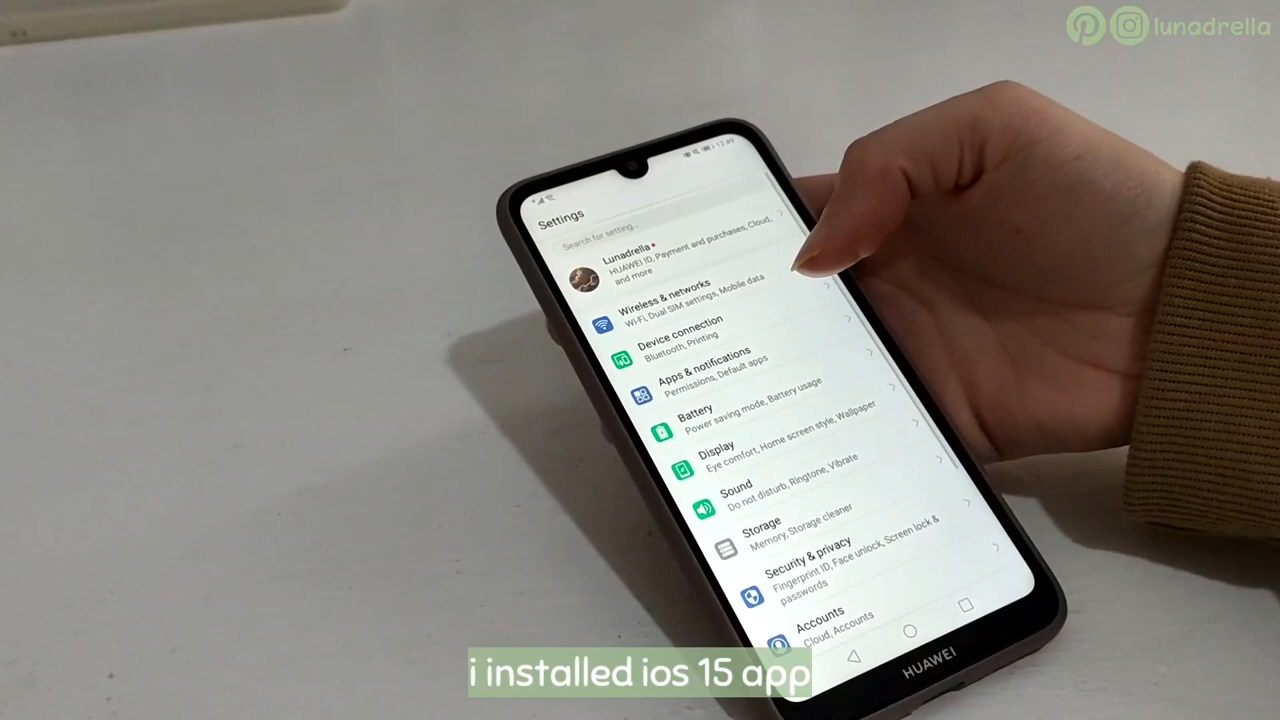 lunadrella
12:49
Settings
Search for setting...
Lunadrella
HUAWEI ID, Payment and purchases, Cloud,
and more
Wireless & networks
Wi-Fi, Dual SIM settings, Mobile data
Device connection
Bluetooth, Printing
Apps & notifications
Permissions, Default apps
Battery
Power saving mode, Battery usage
Display
Eye comfort, Home screen style, Wallpaper
Sound
Do not disturb, Ringtone, Vibrate
Storage
Memory, Storage cleaner
Security & privacy
Fingerprint ID, Face unlock, Screen lock &
passwords
Accounts
Cloud, Accounts
HUAWEI
i installed ios 15 app